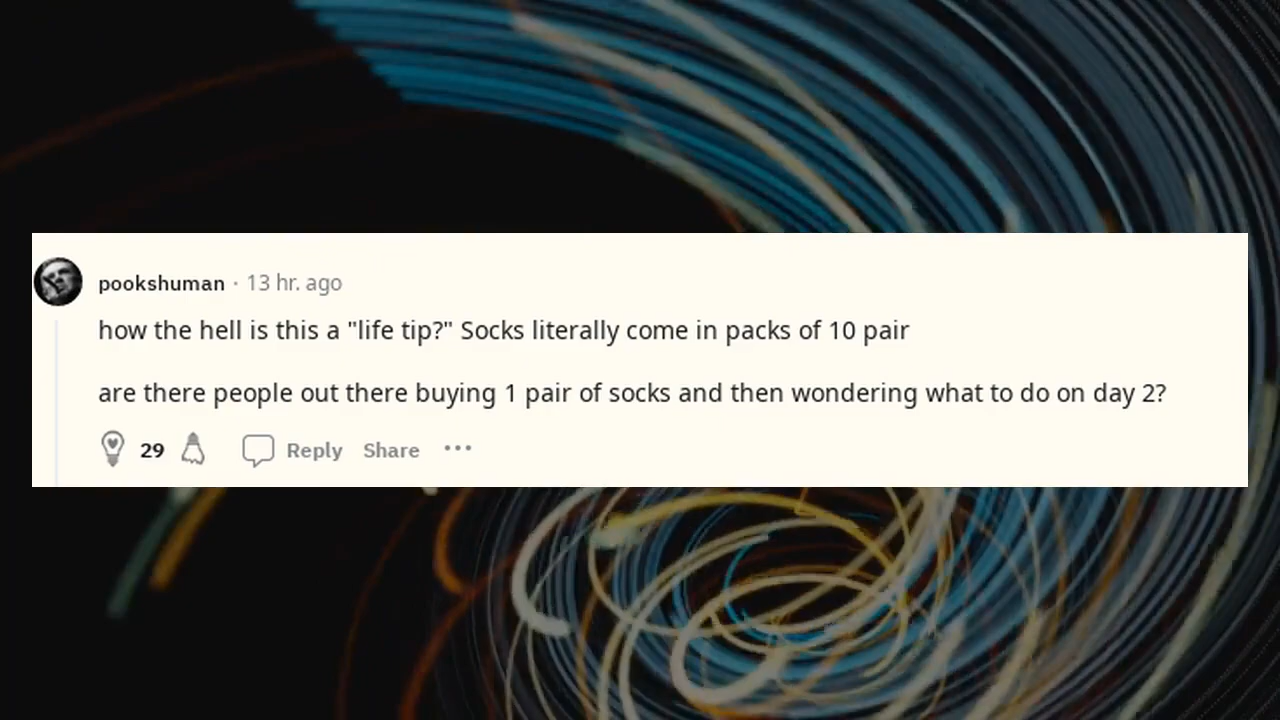 pookshuman · 13 hr. ago
how the hell is this a "life tip?" Socks literally come in packs of 10 pair
are there people out there buying 1 pair of socks and then wondering what to do on day 2?
29 Reply Share ···